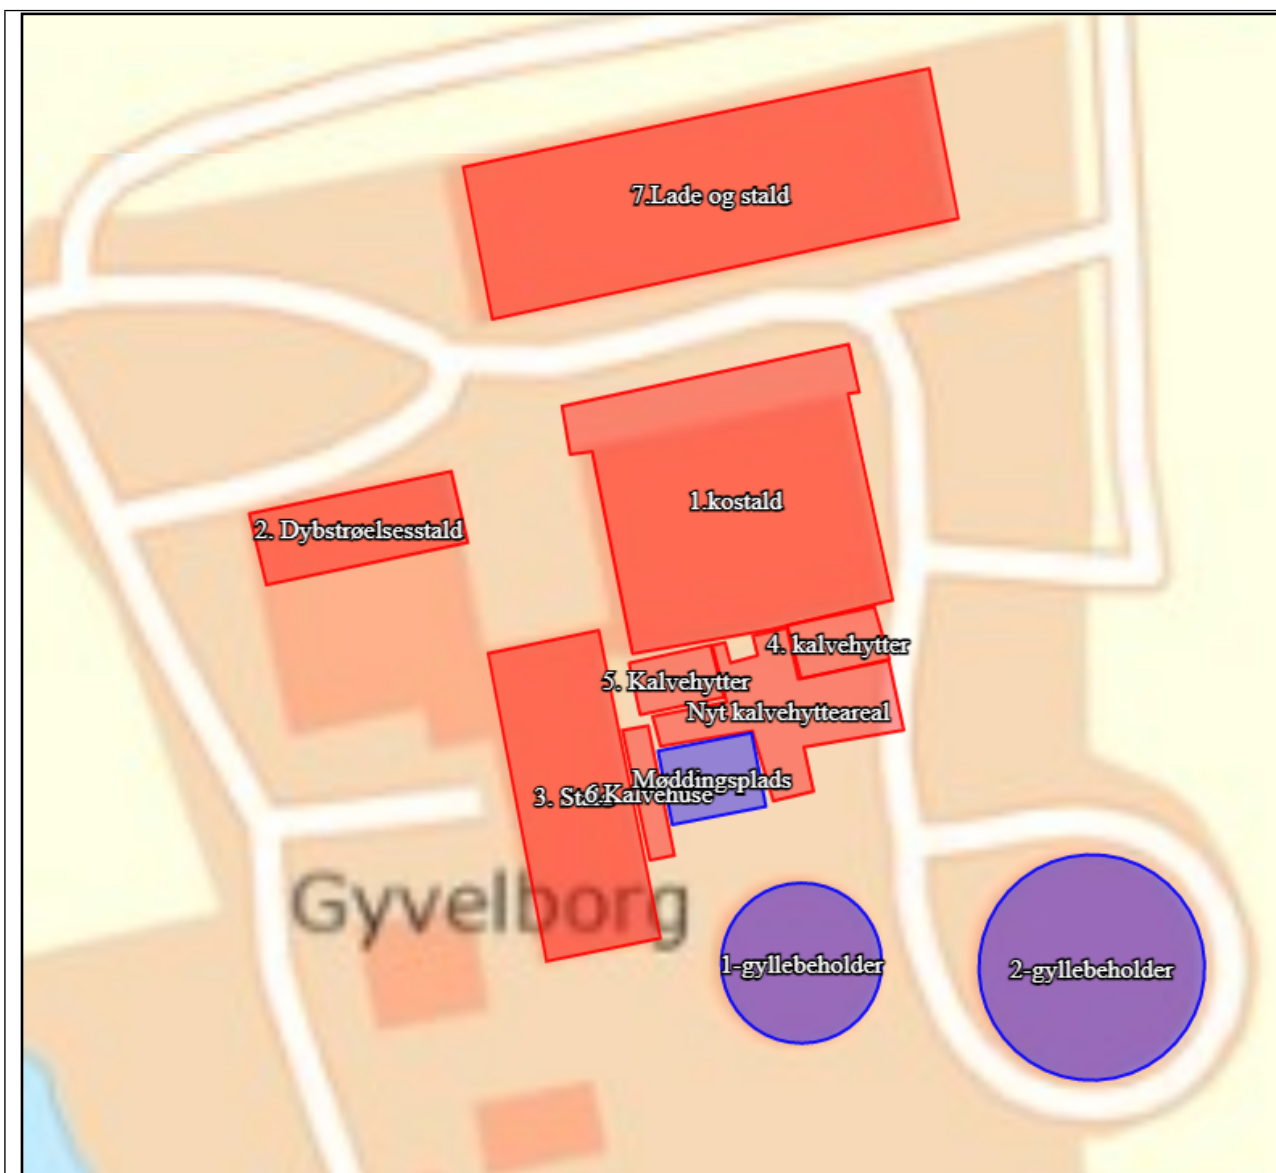 7.Lade og stald
1.kostald
2. Dybstrøelsesstald
4. kalvehytter
5. Kalvehytter
Nyt kalvehytteareal
Møddingsplads
3.
6.Kalvehuse
Gyvelborg
1-gyllebeholder
2-gyllebeholder